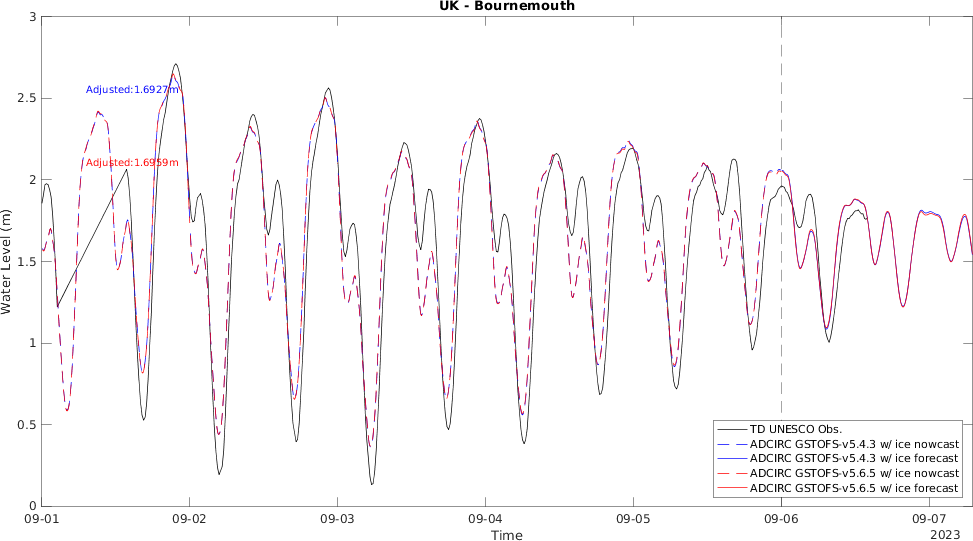 UK - Bournemouth
Water Level (m)
3
2.5
2
1.5
1
0.5
0
Adjusted:1.6927m
Adjusted:1.6959m
TD UNESCO Obs.
ADCIRC GSTOFS-v5.4.3 w/ ice nowcast
ADCIRC GSTOFS-v5.4.3 w/ ice forecast
ADCIRC GSTOFS-v5.6.5 w/ ice nowcast
ADCIRC GSTOFS-v5.6.5 w/ ice forecast
09-01 09-02 09-03 09-04 09-05 09-06 09-07
Time
2023